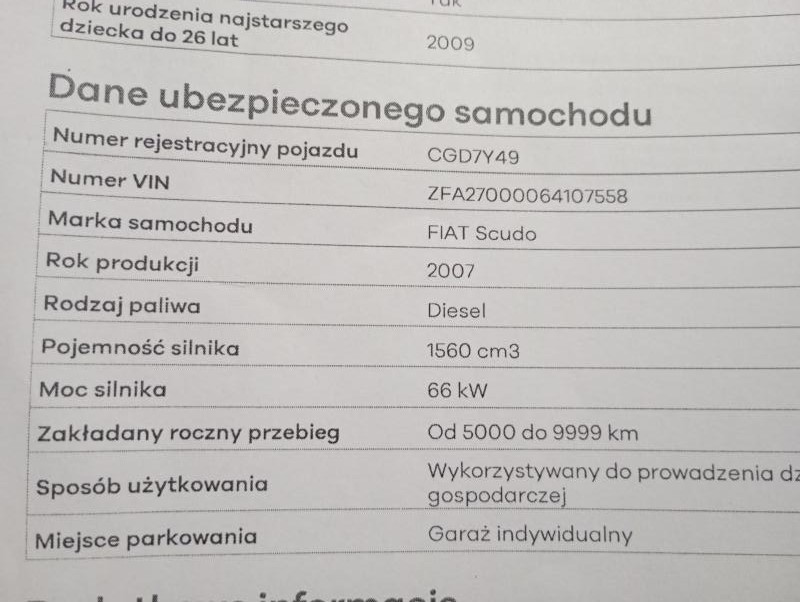 Rok urodzenia najstarszego
dziecka do 26 lat 2009
Dane ubezpieczonego samochodu
Numer rejestracyjny pojazdu CGD7Y49
Numer VIN ZFA27000064107558
Marka samochodu FIAT Scudo
Rok produkcji 2007
Rodzaj paliwa Diesel
Pojemność silnika 1560 cm3
Moc silnika 66 kW
Zakładany roczny przebieg Od 5000 do 9999 km
Sposób użytkowania Wykorzystywany do prowadzenia dz
gospodarczej
Miejsce parkowania Garaż indywidualny